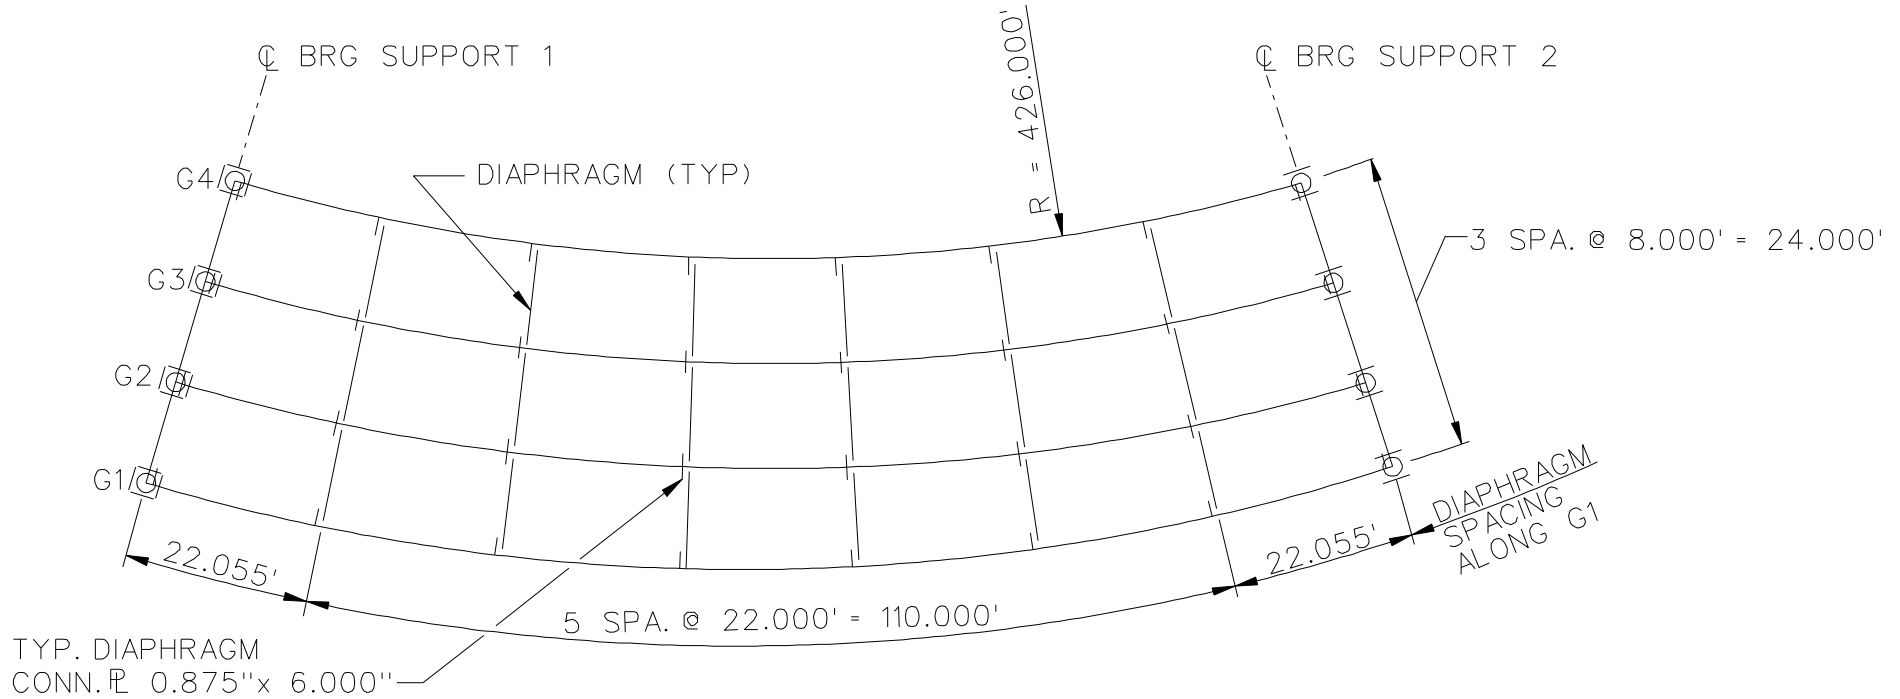 ℄ BRG SUPPORT 1
℄ BRG SUPPORT 2
R = 426.000'
G4
DIAPHRAGM (TYP)
3 SPA. @ 8.000' = 24.000'
G3
G2
G1
22.055'
5 SPA. @ 22.000' = 110.000'
22.055'
DIAPHRAGM
SPACING
ALONG G1
TYP. DIAPHRAGM
CONN. PL 0.875"x 6.000"